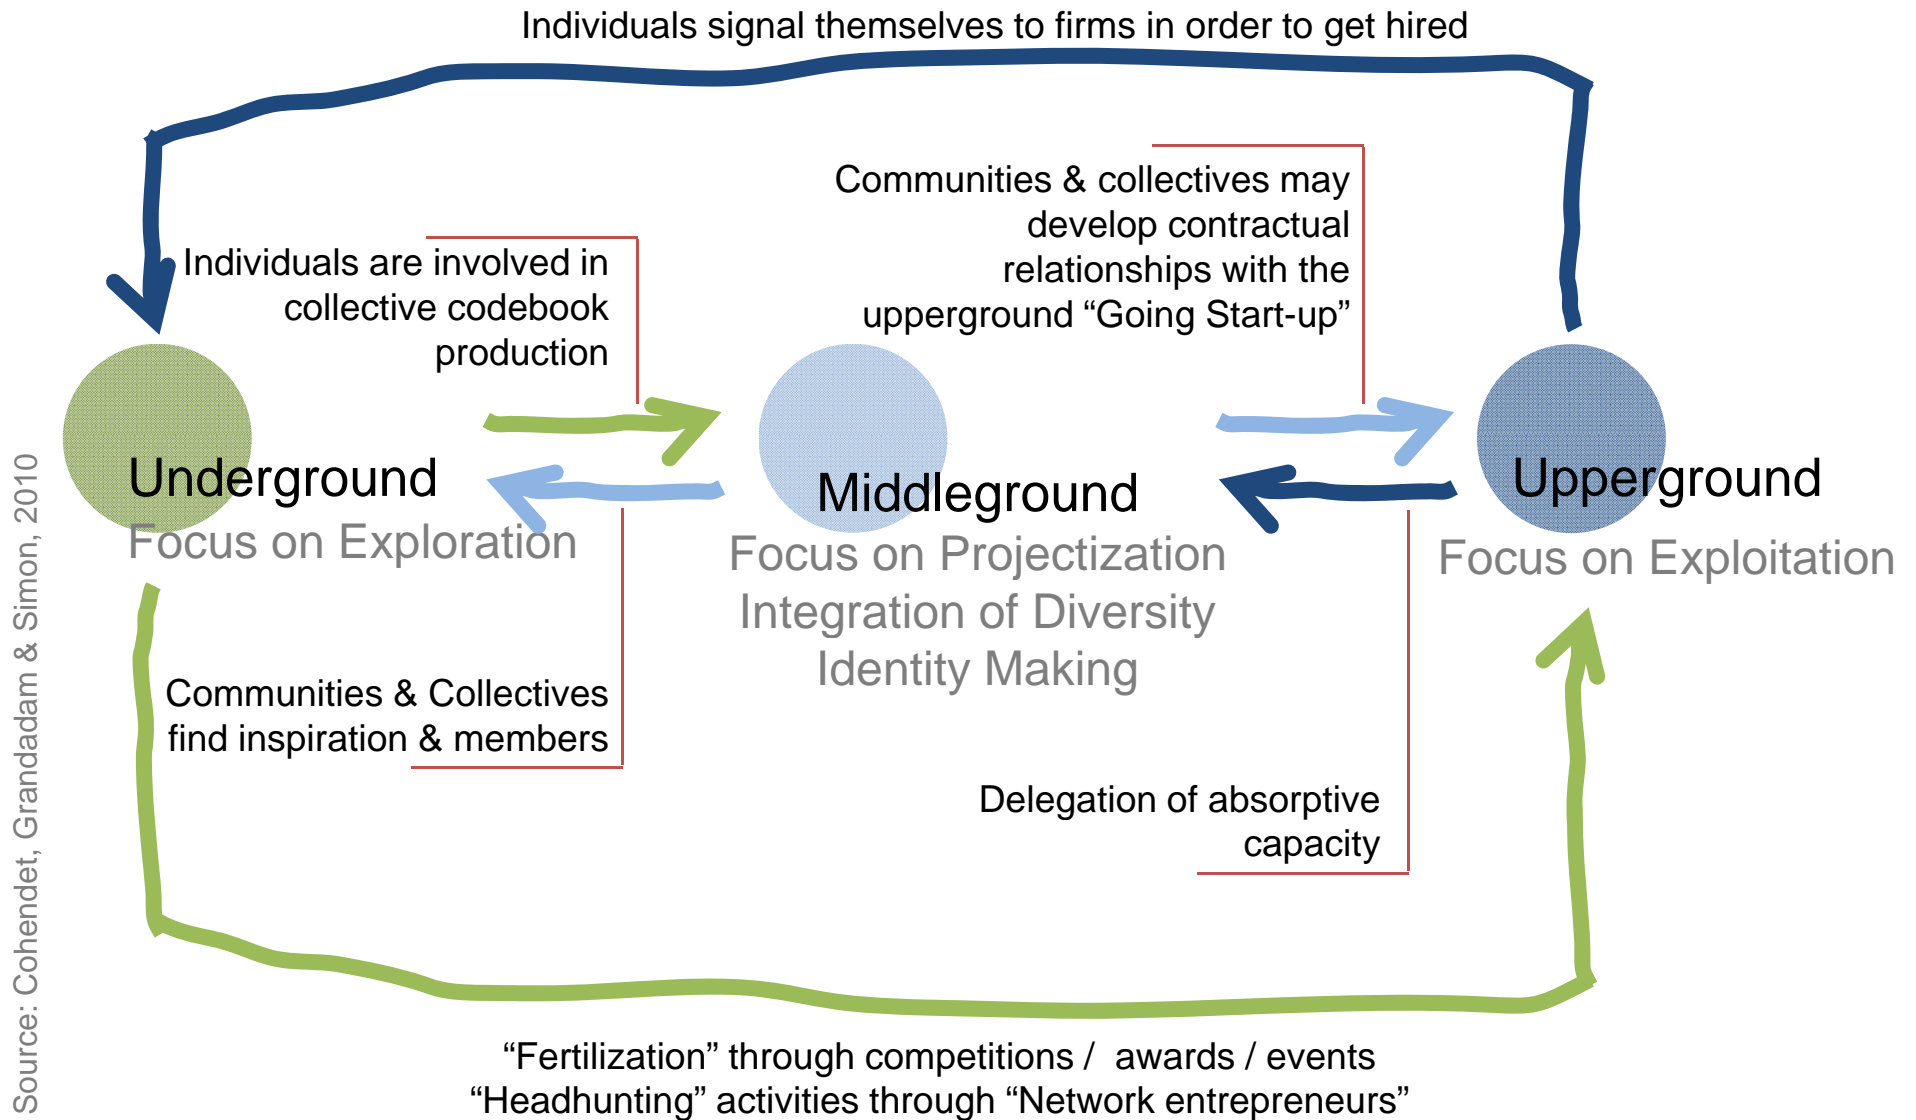 Individuals signal themselves to firms in order to get hired
Communities & collectives may
develop contractual
relationships with the
upperground “Going Start-up”
Individuals are involved in
collective codebook
production
Underground
Focus on Exploration
Middleground
Focus on Projectization
Integration of Diversity
Identity Making
Upperground
Focus on Exploitation
Communities & Collectives
find inspiration & members
Delegation of absorptive
capacity
“Fertilization” through competitions / awards / events
“Headhunting” activities through “Network entrepreneurs”
Source: Cohendet, Grandadam & Simon, 2010